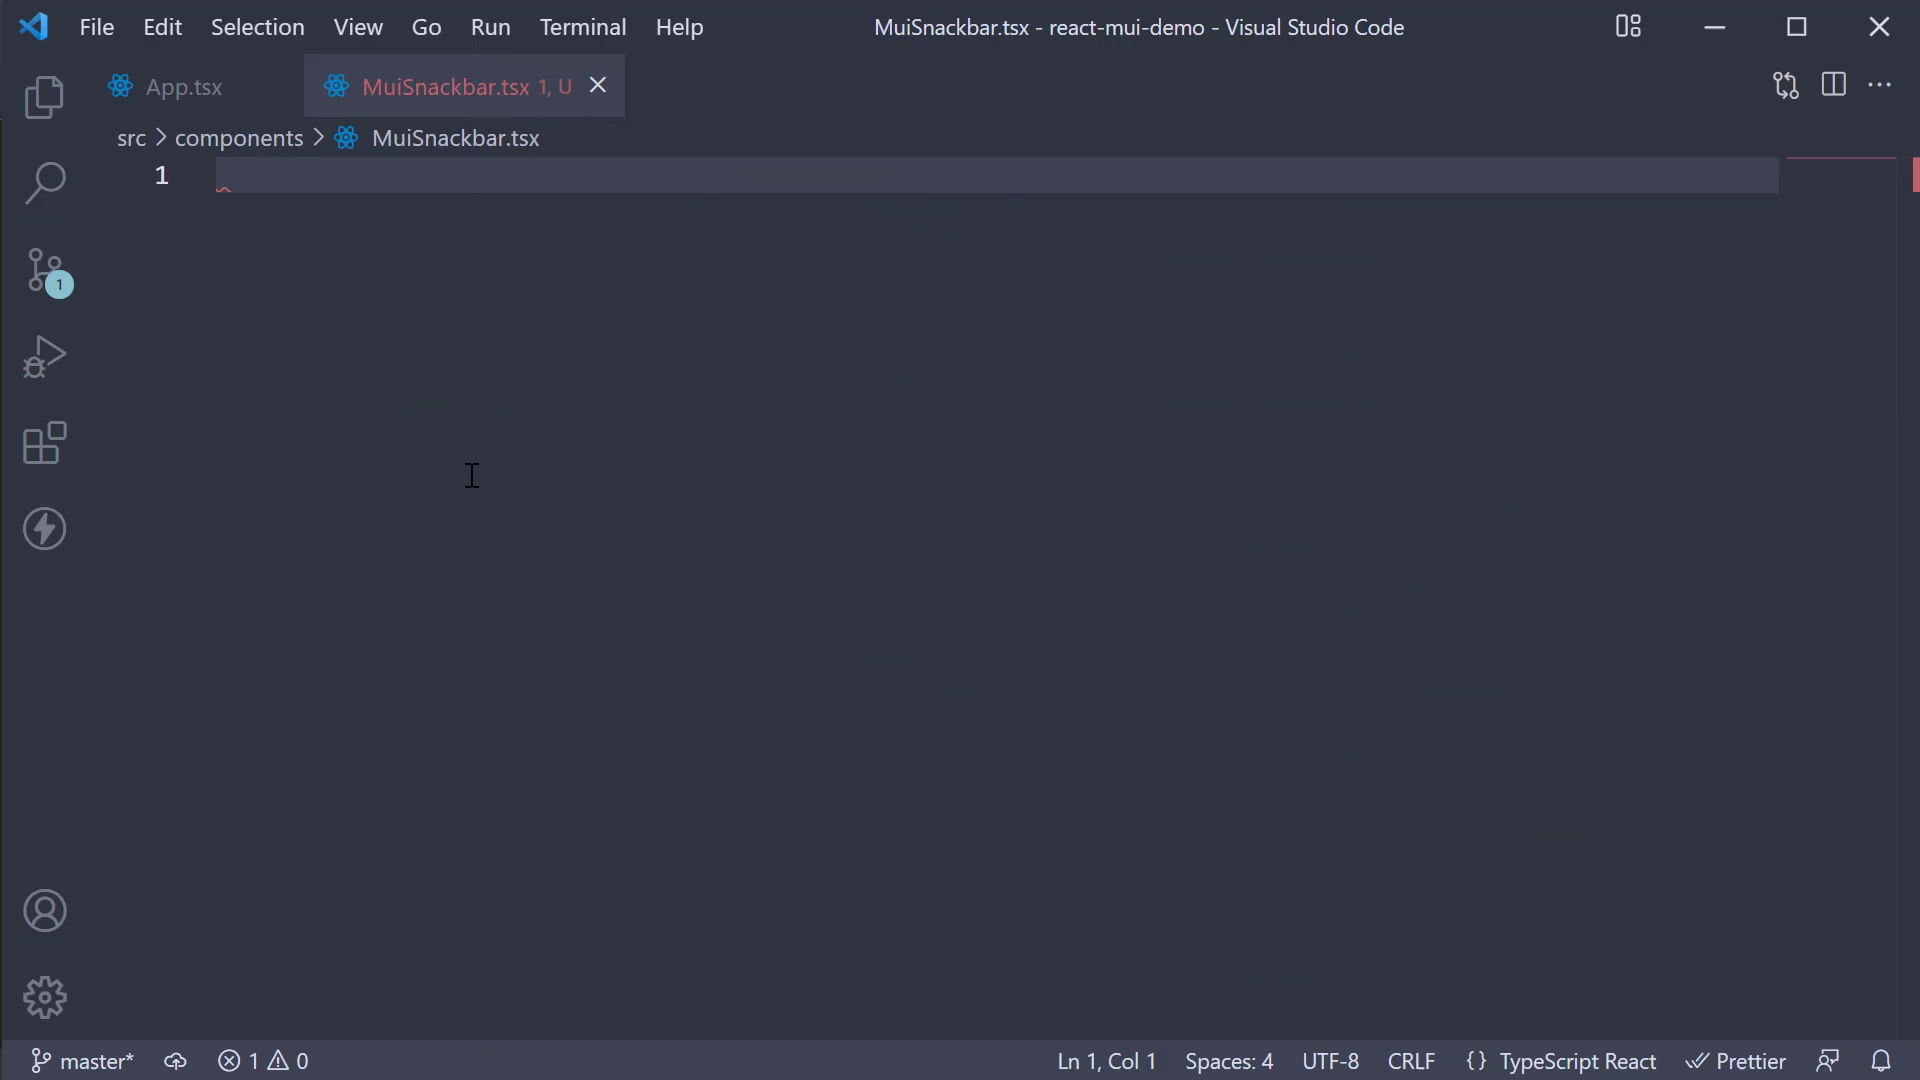 File Edit Selection View Go Run Terminal Help MuiSnackbar.tsx - react-mui-demo - Visual Studio Code
App.tsx MuiSnackbar.tsx 1, U
src > components > MuiSnackbar.tsx
1
1
master* 1 0 Ln 1, Col 1 Spaces: 4 UTF-8 CRLF {} TypeScript React Prettier